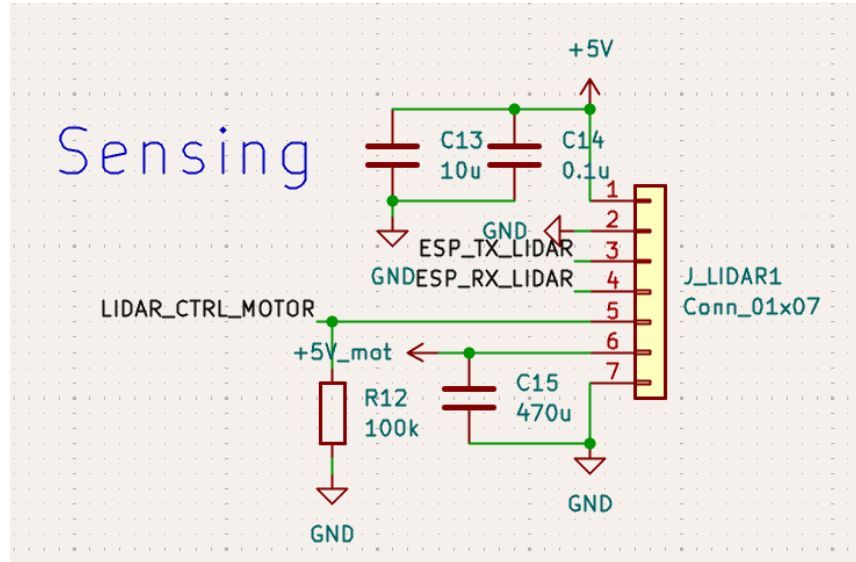 +5V
Sensing
C13
10u
C14
0.1u
1
GND
2
ESP_TX_LIDAR
3
GND
ESP_RX_LIDAR
4
J_LIDAR1
Conn_01x07
LIDAR_CTRL_MOTOR
5
+5V_mot
6
7
C15
470u
R12
100k
GND
GND